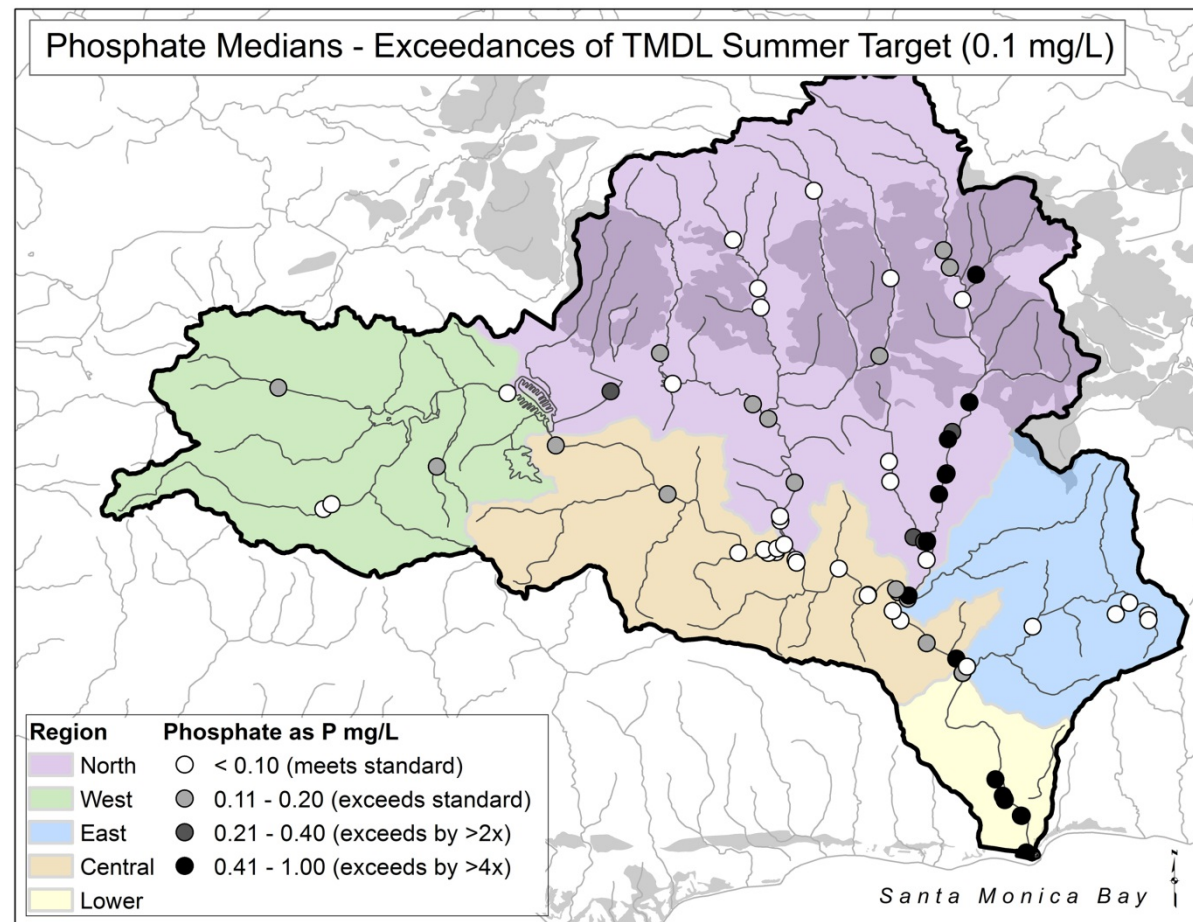 Phosphate Medians - Exceedances of TMDL Summer Target (0.1 mg/L)
Region Phosphate as P mg/L
North < 0.10 (meets standard)
West 0.11 - 0.20 (exceeds standard)
East 0.21 - 0.40 (exceeds by >2x)
Central 0.41 - 1.00 (exceeds by >4x)
Lower
Santa Monica Bay